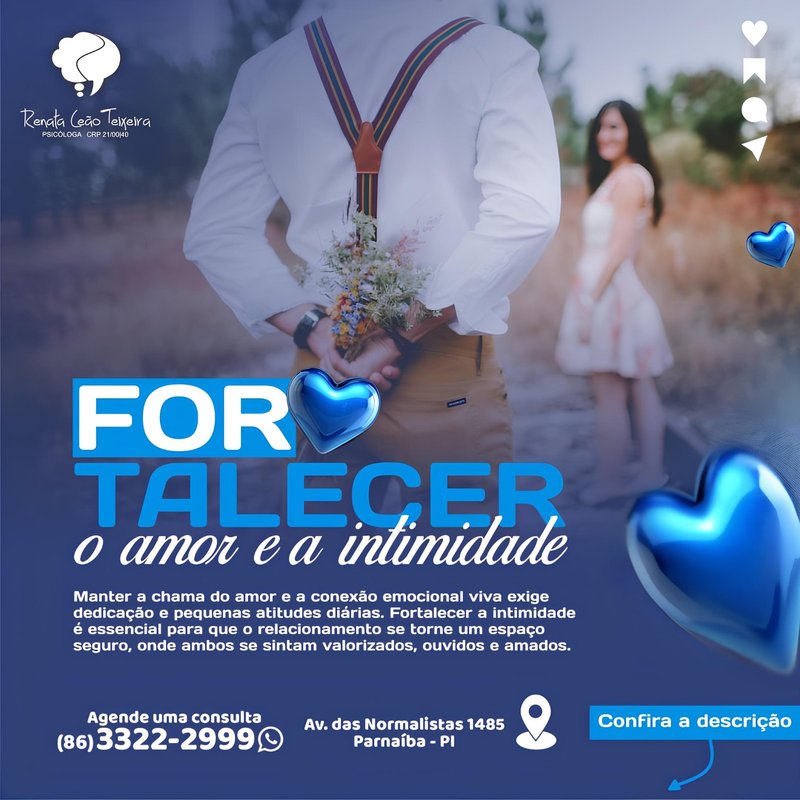 Renata Leão Teixeira
PSICÓLOGA CRP 21/00140
FOR
TALECER
o amor e a intimidade
Manter a chama do amor e a conexão emocional viva exige
dedicação e pequenas atitudes diárias. Fortalecer a intimidade
é essencial para que o relacionamento se torne um espaço
seguro, onde ambos se sintam valorizados, ouvidos e amados.
Agende uma consulta
(86)3322-2999
Av. das Normalistas 1485
Parnaíba - PI
Confira a descrição